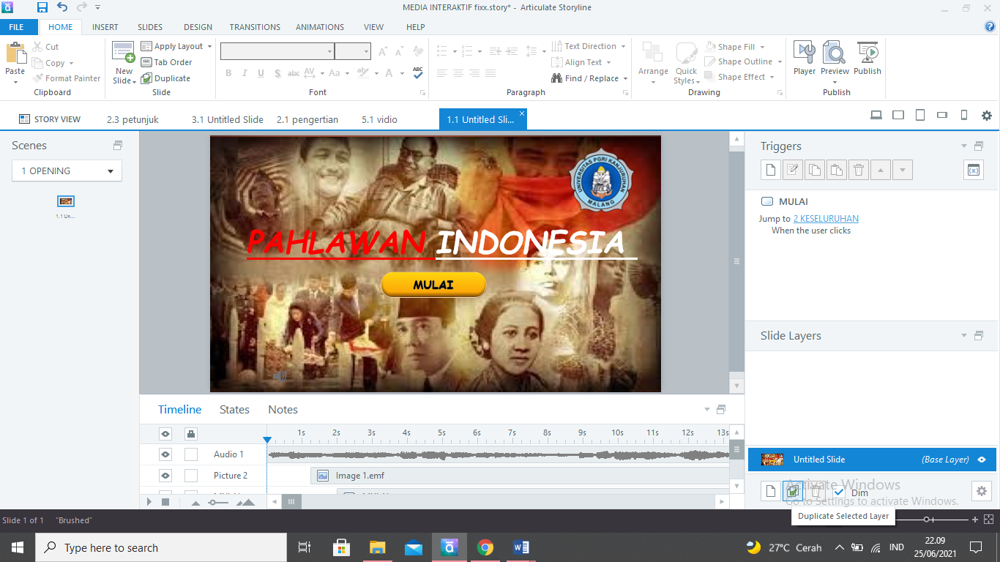 MEDIA INTERAKTIF fixx.story* - Articulate Storyline
FILE HOME INSERT SLIDES DESIGN TRANSITIONS ANIMATIONS VIEW HELP
Paste
Cut
Copy
Format Painter
Clipboard
New Slide
Apply Layout
Tab Order
Duplicate
Slide
B I U S abc AV Aa A
ABC
Font
Text Direction
Align Text
Find / Replace
Paragraph
Arrange
Quick Styles
Shape Fill
Shape Outline
Shape Effect
Drawing
Player
Preview
Publish
Publish
STORY VIEW 2.3 petunjuk 3.1 Untitled Slide 2.1 pengertian 5.1 vidio 1.1 Untitled Sli...
Scenes
1 OPENING
1.1 Un...
UNIVERSITAS PGRI KANJURUHAN
MALANG
PAHLAWAN INDONESIA
MULAI
Triggers
MULAI
Jump to 2 KESELURUHAN
When the user clicks
Slide Layers
Untitled Slide (Base Layer)
Dim
Activate Windows
Go to Settings to activate Windows.
Duplicate Selected Layer
Timeline States Notes
1s 2s 3s 4s 5s 6s 7s 8s 9s 10s 11s 12s 13s
Audio 1
Picture 2 Image 1.emf
Slide 1 of 1 "Brushed"
Type here to search
27°C Cerah
IND
22.09
25/06/2021